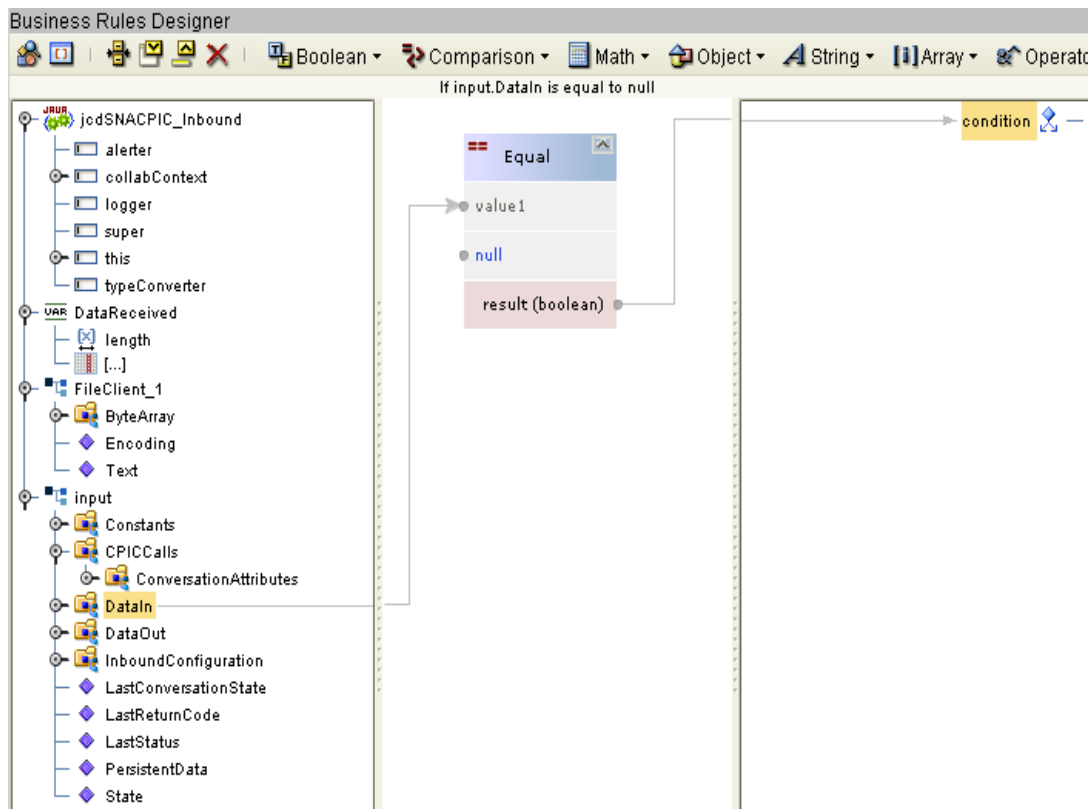 Business Rules Designer
Boolean Comparison Math Object String Array Operato
If input.DataIn is equal to null
JAVA jcdSNACPIC_Inbound
alerter
collabContext
logger
super
this
typeConverter
VAR DataReceived
length
[...]
FileClient_1
ByteArray
Encoding
Text
input
Constants
CPICCalls
ConversationAttributes
DataIn
DataOut
InboundConfiguration
LastConversationState
LastReturnCode
LastStatus
PersistentData
State
== Equal
value1
null
result (boolean)
condition